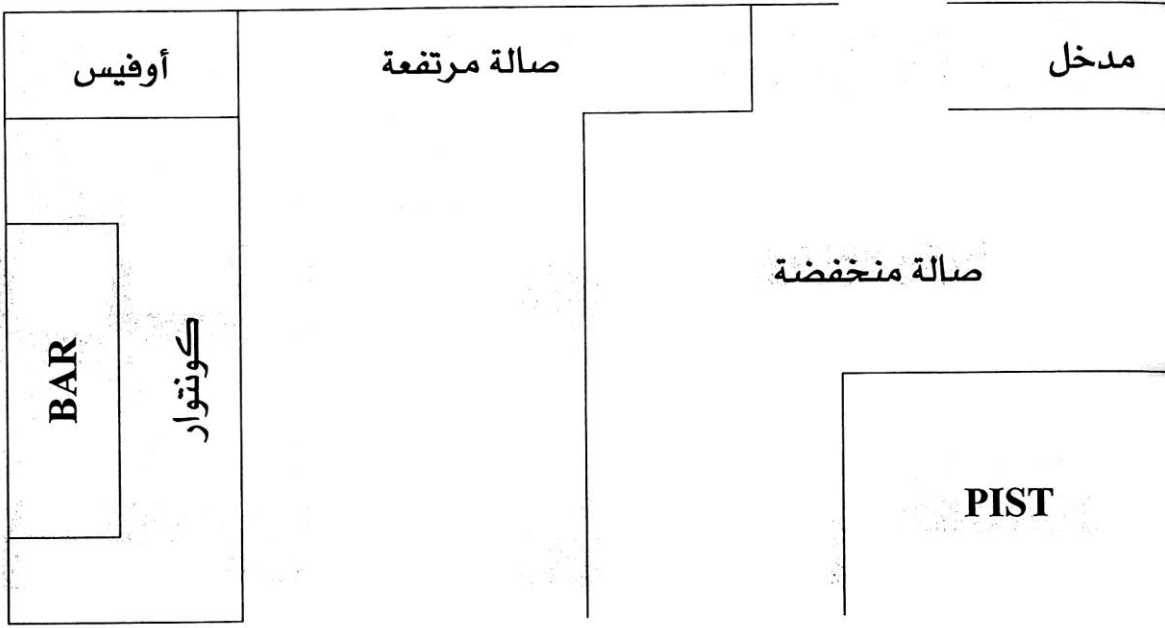 مدخل
صالة مرتفعة
أوفيس
صالة منخفضة
كونتوار
BAR
PIST